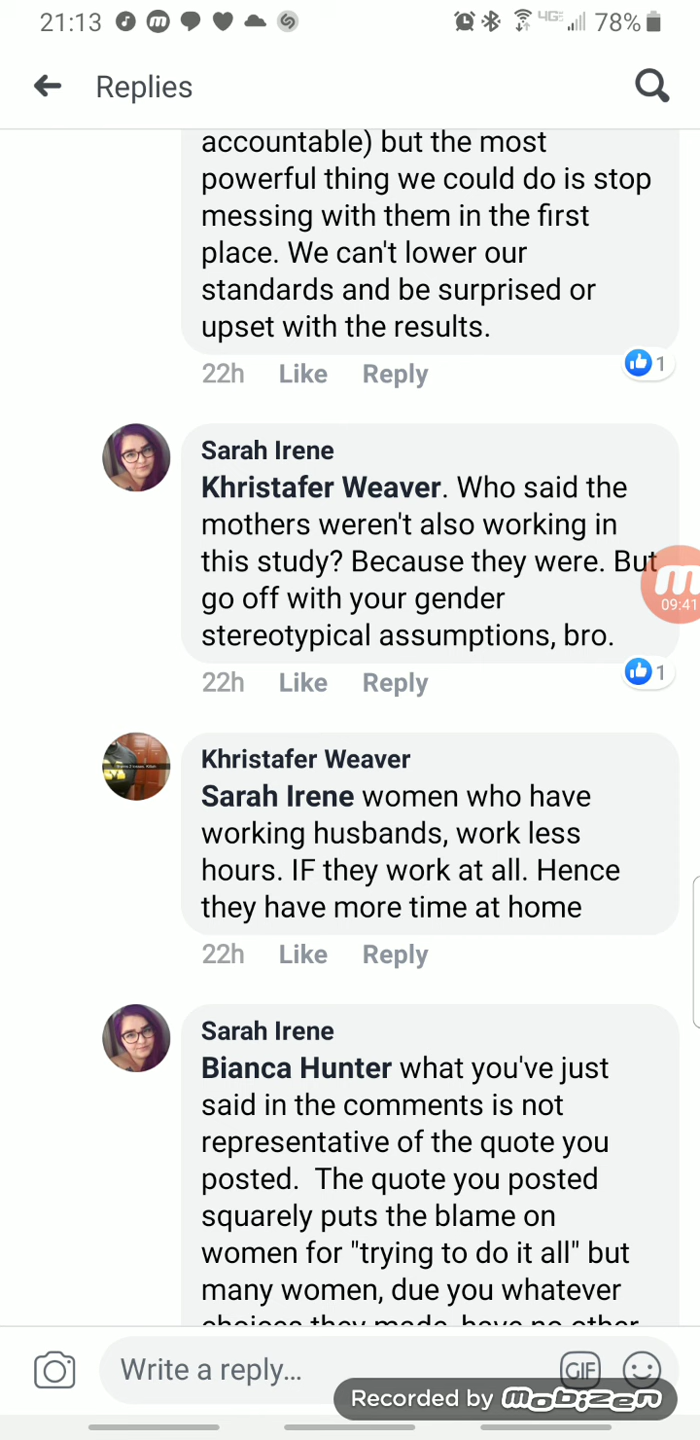 21:13
4G
78%
Replies
accountable) but the most
powerful thing we could do is stop
messing with them in the first
place. We can't lower our
standards and be surprised or
upset with the results.
22h Like Reply
1
Sarah Irene
Khristafer Weaver. Who said the
mothers weren't also working in
this study? Because they were. But
go off with your gender
stereotypical assumptions, bro.
09:41
22h Like Reply
1
Khristafer Weaver
Sarah Irene women who have
working husbands, work less
hours. IF they work at all. Hence
they have more time at home
22h Like Reply
Sarah Irene
Bianca Hunter what you've just
said in the comments is not
representative of the quote you
posted. The quote you posted
squarely puts the blame on
women for "trying to do it all" but
many women, due you whatever
choices they made, have no other
Write a reply...
GIF
Recorded by mobizen